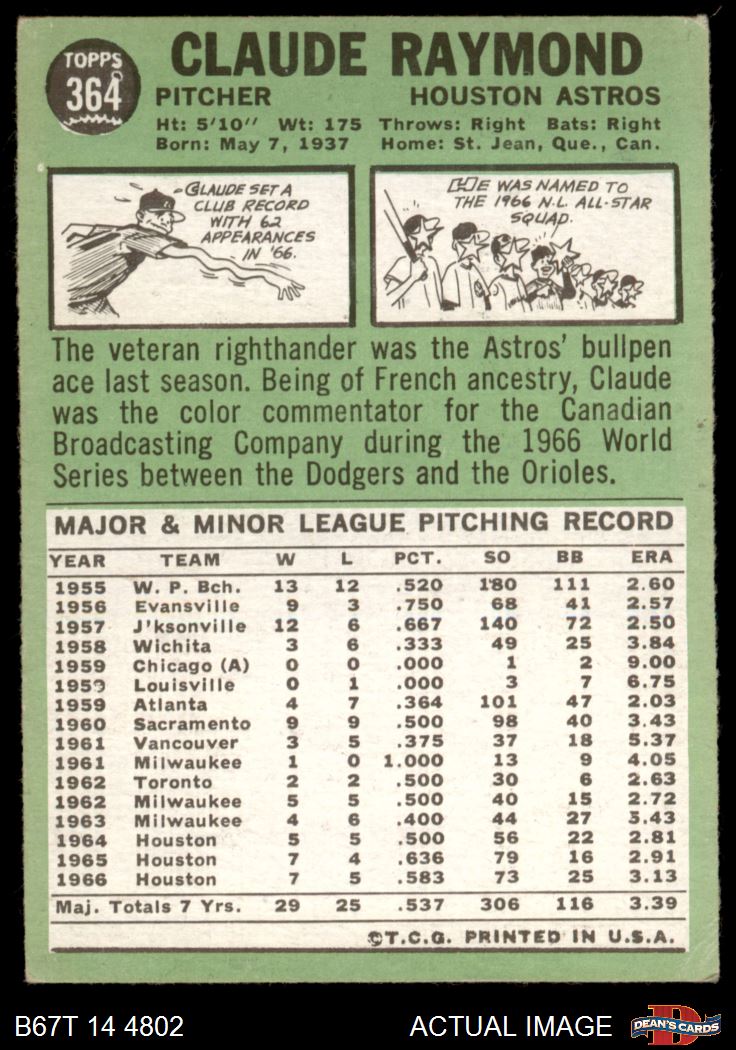 TOPPS
364
CLAUDE RAYMOND
PITCHER HOUSTON ASTROS
Ht: 5'10" Wt: 175 Throws: Right Bats: Right
Born: May 7, 1937 Home: St. Jean, Que., Can.
CLAUDE SET A
CLUB RECORD
WITH 62
APPEARANCES
IN '66.
HE WAS NAMED TO
THE 1966 N.L. ALL-STAR
SQUAD.
The veteran righthander was the Astros' bullpen
ace last season. Being of French ancestry, Claude
was the color commentator for the Canadian
Broadcasting Company during the 1966 World
Series between the Dodgers and the Orioles.
MAJOR & MINOR LEAGUE PITCHING RECORD
YEAR TEAM W L PCT. SO BB ERA
1955 W. P. Bch. 13 12 .520 180 111 2.60
1956 Evansville 9 3 .750 68 41 2.57
1957 J'ksonville 12 6 .667 140 72 2.50
1958 Wichita 3 6 .333 49 25 3.84
1959 Chicago (A) 0 0 .000 1 2 9.00
1959 Louisville 0 1 .000 3 7 6.75
1959 Atlanta 4 7 .364 101 47 2.03
1960 Sacramento 9 9 .500 98 40 3.43
1961 Vancouver 3 5 .375 37 18 5.37
1961 Milwaukee 1 0 1.000 13 9 4.05
1962 Toronto 2 2 .500 30 6 2.63
1962 Milwaukee 5 5 .500 40 15 2.72
1963 Milwaukee 4 6 .400 44 27 5.43
1964 Houston 5 5 .500 56 22 2.81
1965 Houston 7 4 .636 79 16 2.91
1966 Houston 7 5 .583 73 25 3.13
Maj. Totals 7 Yrs. 29 25 .537 306 116 3.39
©T.C.G. PRINTED IN U.S.A.
B67T 14 4802 ACTUAL IMAGE
DEAN'S CARDS